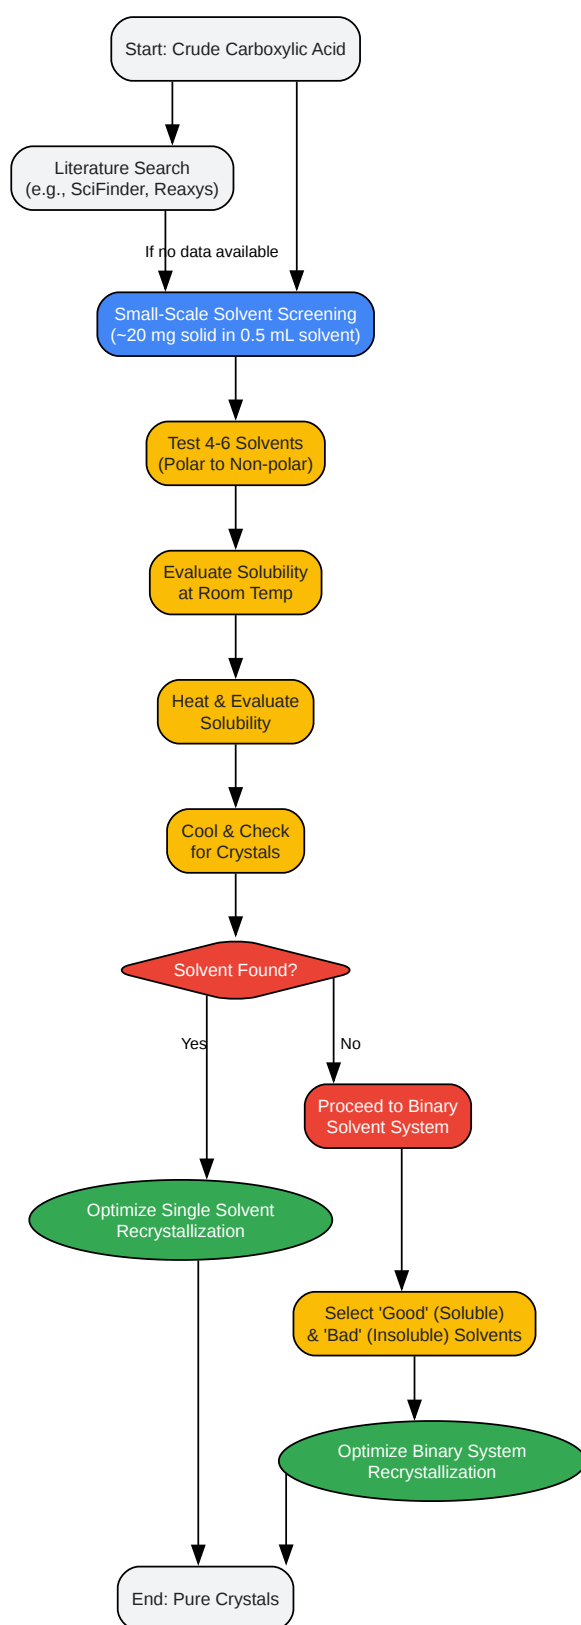 Start: Crude Carboxylic Acid
Literature Search
(e.g., SciFinder, Reaxys)
If no data available
Small-Scale Solvent Screening
(~20 mg solid in 0.5 mL solvent)
Test 4-6 Solvents
(Polar to Non-polar)
Evaluate Solubility
at Room Temp
Heat & Evaluate
Solubility
Cool & Check
for Crystals
Solvent Found?
Yes
No
Proceed to Binary
Solvent System
Optimize Single Solvent
Recrystallization
Select 'Good' (Soluble)
& 'Bad' (Insoluble) Solvents
Optimize Binary System
Recrystallization
End: Pure Crystals